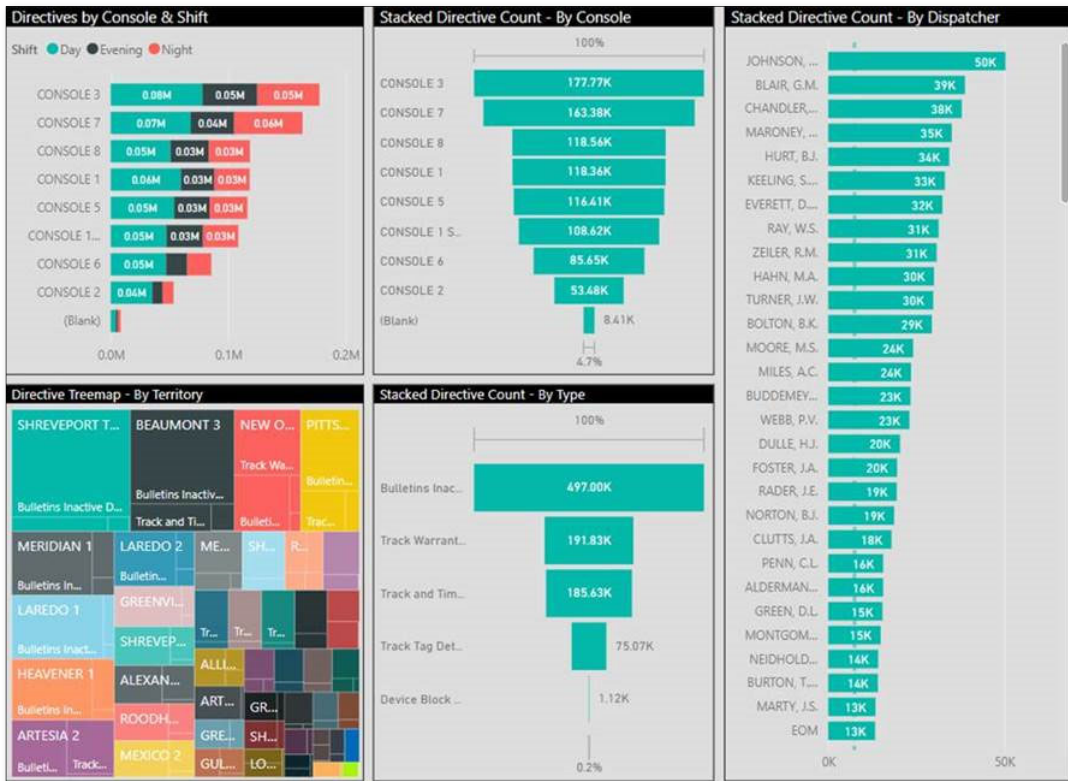 Directives by Console & Shift
Shift Day Evening Night
CONSOLE 3 0.08M 0.05M 0.05M
CONSOLE 7 0.07M 0.04M 0.06M
CONSOLE 8 0.05M 0.03M 0.03M
CONSOLE 1 0.06M 0.03M 0.03M
CONSOLE 5 0.05M 0.03M 0.03M
CONSOLE 1... 0.05M 0.03M 0.03M
CONSOLE 6 0.05M
CONSOLE 2 0.04M
(Blank)
0.0M 0.1M 0.2M
Stacked Directive Count - By Console
100%
CONSOLE 3 177.77K
CONSOLE 7 163.38K
CONSOLE 8 118.56K
CONSOLE 1 118.36K
CONSOLE 5 116.41K
CONSOLE 1 S... 108.62K
CONSOLE 6 85.65K
CONSOLE 2 53.48K
(Blank) 8.41K
4.7%
Stacked Directive Count - By Dispatcher
JOHNSON, ... 50K
BLAIR, G.M. 39K
CHANDLER,... 38K
MARONEY, ... 35K
HURT, B.J. 34K
KEELING, S.... 33K
EVERETT, D.... 32K
RAY, W.S. 31K
ZEILER, R.M. 31K
HAHN, M.A. 30K
TURNER, J.W. 30K
BOLTON, B.K. 29K
MOORE, M.S. 24K
MILES, A.C. 24K
BUDDEMEY... 23K
WEBB, P.V. 23K
DULLE, H.J. 20K
FOSTER, J.A. 20K
RADER, J.E. 19K
NORTON, B.J. 19K
CLUTTS, J.A. 18K
PENN, C.L. 16K
ALDERMAN... 16K
GREEN, D.L. 15K
MONTGOM... 15K
NEIDHOLD... 14K
BURTON, T.... 14K
MARTY, J.S. 13K
EOM 13K
0K 50K
Directive Treemap - By Territory
SHREVEPORT T... BEAUMONT 3 NEW O... PITTS...
Track Wa...
Bulletins Inactiv... Bulletin...
Bulletins Inactive D... Track and Ti... Bulleti... Trac...
MERIDIAN 1 LAREDO 2 ME... SH... R...
Bulletins In... Bulletin...
LAREDO 1 GREENVI...
Bulletins Inact... SHREVEP... Tr... Tr... Tr...
HEAVENER 1 ALEXAN... ALLI...
Bulletins In... ART... GR...
ARTESIA 2 ROODH... GRE... SH...
Bulleti... Track... MEXICO 2 GUL... LO...
Stacked Directive Count - By Type
100%
Bulletins Inac... 497.00K
Track Warrant... 191.83K
Track and Tim... 185.63K
Track Tag Det... 75.07K
Device Block ... 1.12K
0.2%